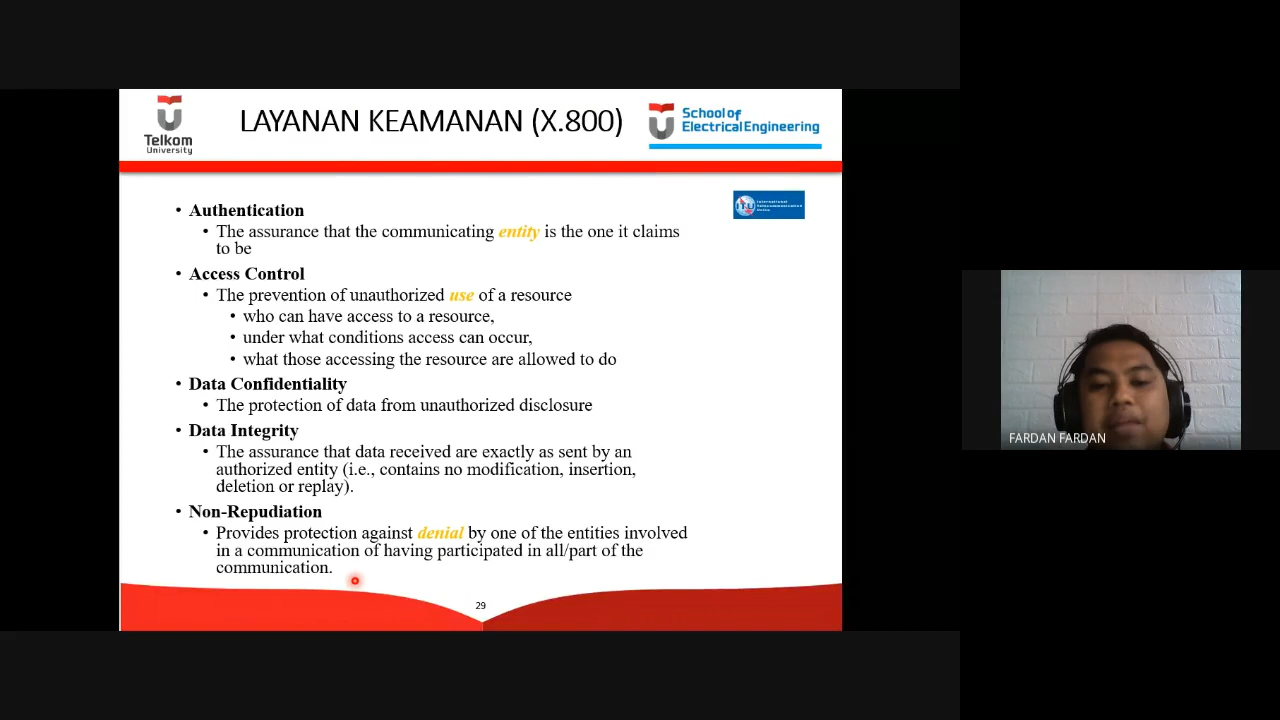 Telkom
University
LAYANAN KEAMANAN (X.800)
School of
Electrical Engineering
• Authentication
• The assurance that the communicating entity is the one it claims
to be
• Access Control
• The prevention of unauthorized use of a resource
• who can have access to a resource,
• under what conditions access can occur,
• what those accessing the resource are allowed to do
• Data Confidentiality
• The protection of data from unauthorized disclosure
• Data Integrity
• The assurance that data received are exactly as sent by an
authorized entity (i.e., contains no modification, insertion,
deletion or replay).
• Non-Repudiation
• Provides protection against denial by one of the entities involved
in a communication of having participated in all/part of the
communication.
29
International
Telecommunication
FARDAN FARDAN